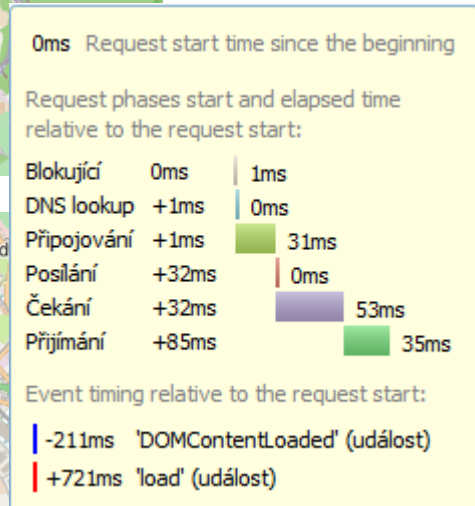 0ms Request start time since the beginning
Request phases start and elapsed time
relative to the request start:
Blokující 0ms 1ms
DNS lookup +1ms 0ms
Připojování +1ms 31ms
Posílání +32ms 0ms
Čekání +32ms 53ms
Přijímání +85ms 35ms
Event timing relative to the request start:
-211ms 'DOMContentLoaded' (událost)
+721ms 'load' (událost)